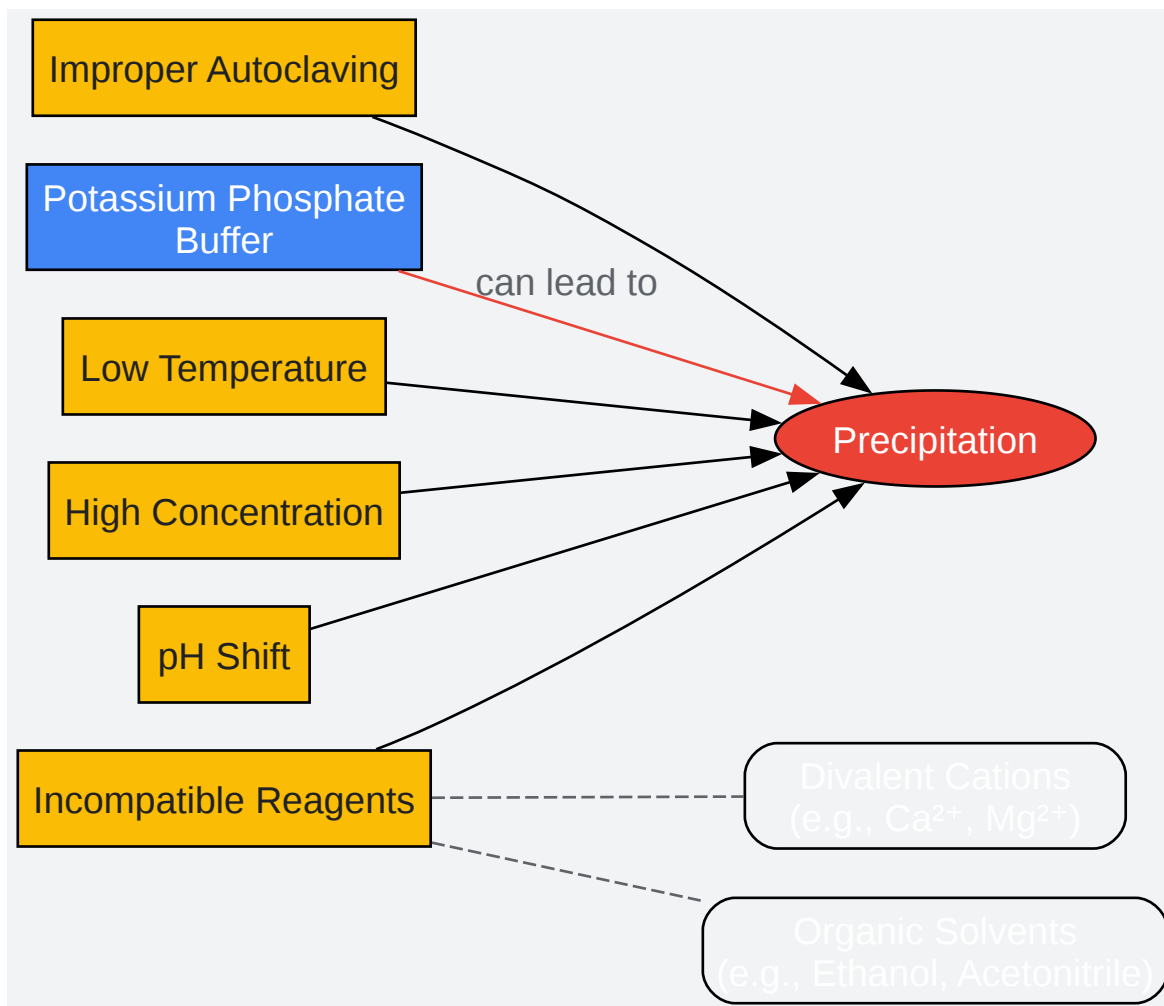 Improper Autoclaving
Potassium Phosphate
Buffer
can lead to
Low Temperature
Precipitation
High Concentration
pH Shift
Incompatible Reagents
Divalent Cations
(e.g., Ca²⁺, Mg²⁺)
Organic Solvents
(e.g., Ethanol, Acetonitrile)